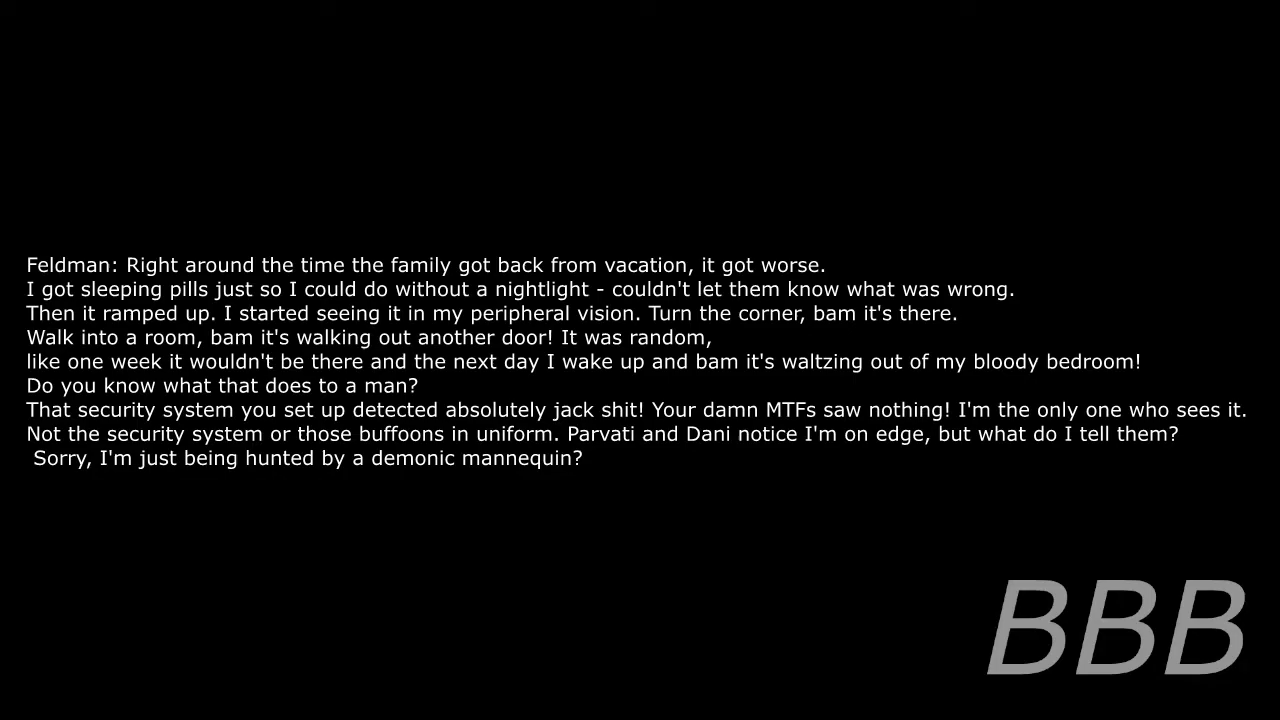 Feldman: Right around the time the family got back from vacation, it got worse.
I got sleeping pills just so I could do without a nightlight - couldn't let them know what was wrong.
Then it ramped up. I started seeing it in my peripheral vision. Turn the corner, bam it's there.
Walk into a room, bam it's walking out another door! It was random,
like one week it wouldn't be there and the next day I wake up and bam it's waltzing out of my bloody bedroom!
Do you know what that does to a man?
That security system you set up detected absolutely jack shit! Your damn MTFs saw nothing! I'm the only one who sees it.
Not the security system or those buffoons in uniform. Parvati and Dani notice I'm on edge, but what do I tell them?
Sorry, I'm just being hunted by a demonic mannequin?
BBB